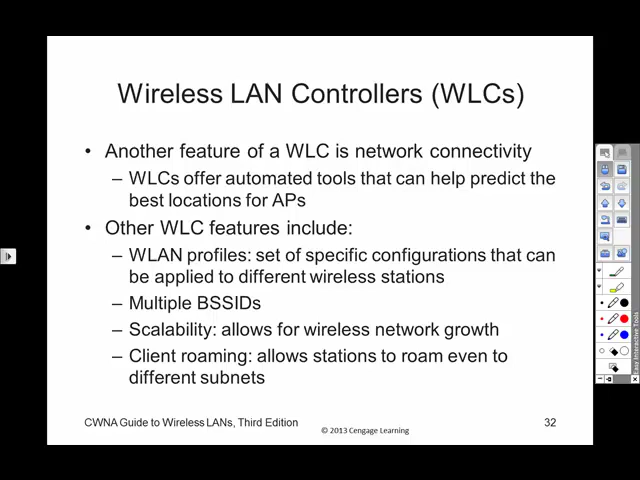 Wireless LAN Controllers (WLCs)
• Another feature of a WLC is network connectivity
– WLCs offer automated tools that can help predict the
best locations for APs
• Other WLC features include:
– WLAN profiles: set of specific configurations that can
be applied to different wireless stations
– Multiple BSSIDs
– Scalability: allows for wireless network growth
– Client roaming: allows stations to roam even to
different subnets
CWNA Guide to Wireless LANs, Third Edition
© 2013 Cengage Learning
32
Easy Interactive Tools